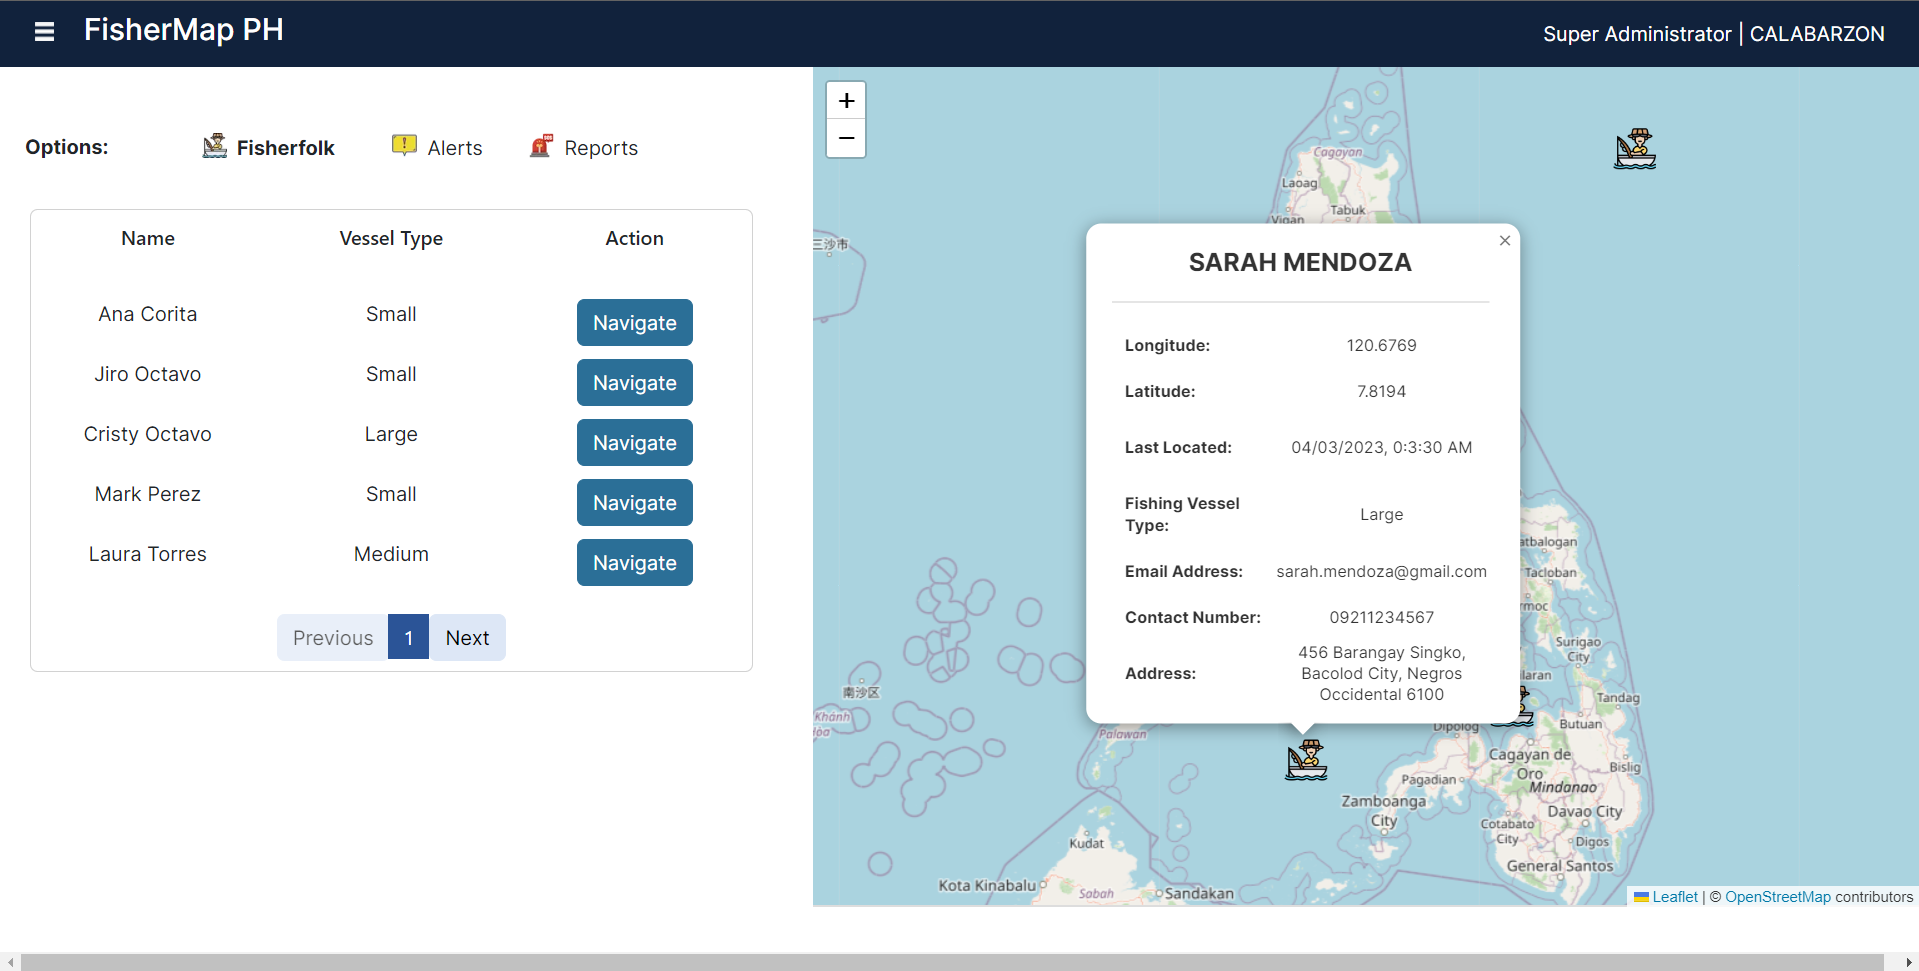 FisherMap PH
Super Administrator | CALABARZON
Options:
Fisherfolk
Alerts
Reports
Name Vessel Type Action
Ana Corita Small Navigate
Jiro Octavo Small Navigate
Cristy Octavo Large Navigate
Mark Perez Small Navigate
Laura Torres Medium Navigate
Previous 1 Next
+
−
Cagayan
Laoag
Tabuk
Vigan
三沙市
×
SARAH MENDOZA
Longitude: 120.6769
Latitude: 7.8194
Last Located: 04/03/2023, 0:3:30 AM
Fishing Vessel
Type:
Large
Email Address: sarah.mendoza@gmail.com
Contact Number: 09211234567
Address:
456 Barangay Singko,
Bacolod City, Negros
Occidental 6100
atbalogan
Tacloban
rmoc
Surigao
City
ilaran
Tandag
Butuan
Dipolog
南沙区
Khánh
Hòa
Palawan
Cagayan de
Oro
Bislig
Pagadian
Mindanao
Zamboanga
City
Davao City
Cotabato
City
Digos
General Santos
Kudat
Kota Kinabalu
Sabah
Sandakan
Leaflet | © OpenStreetMap contributors